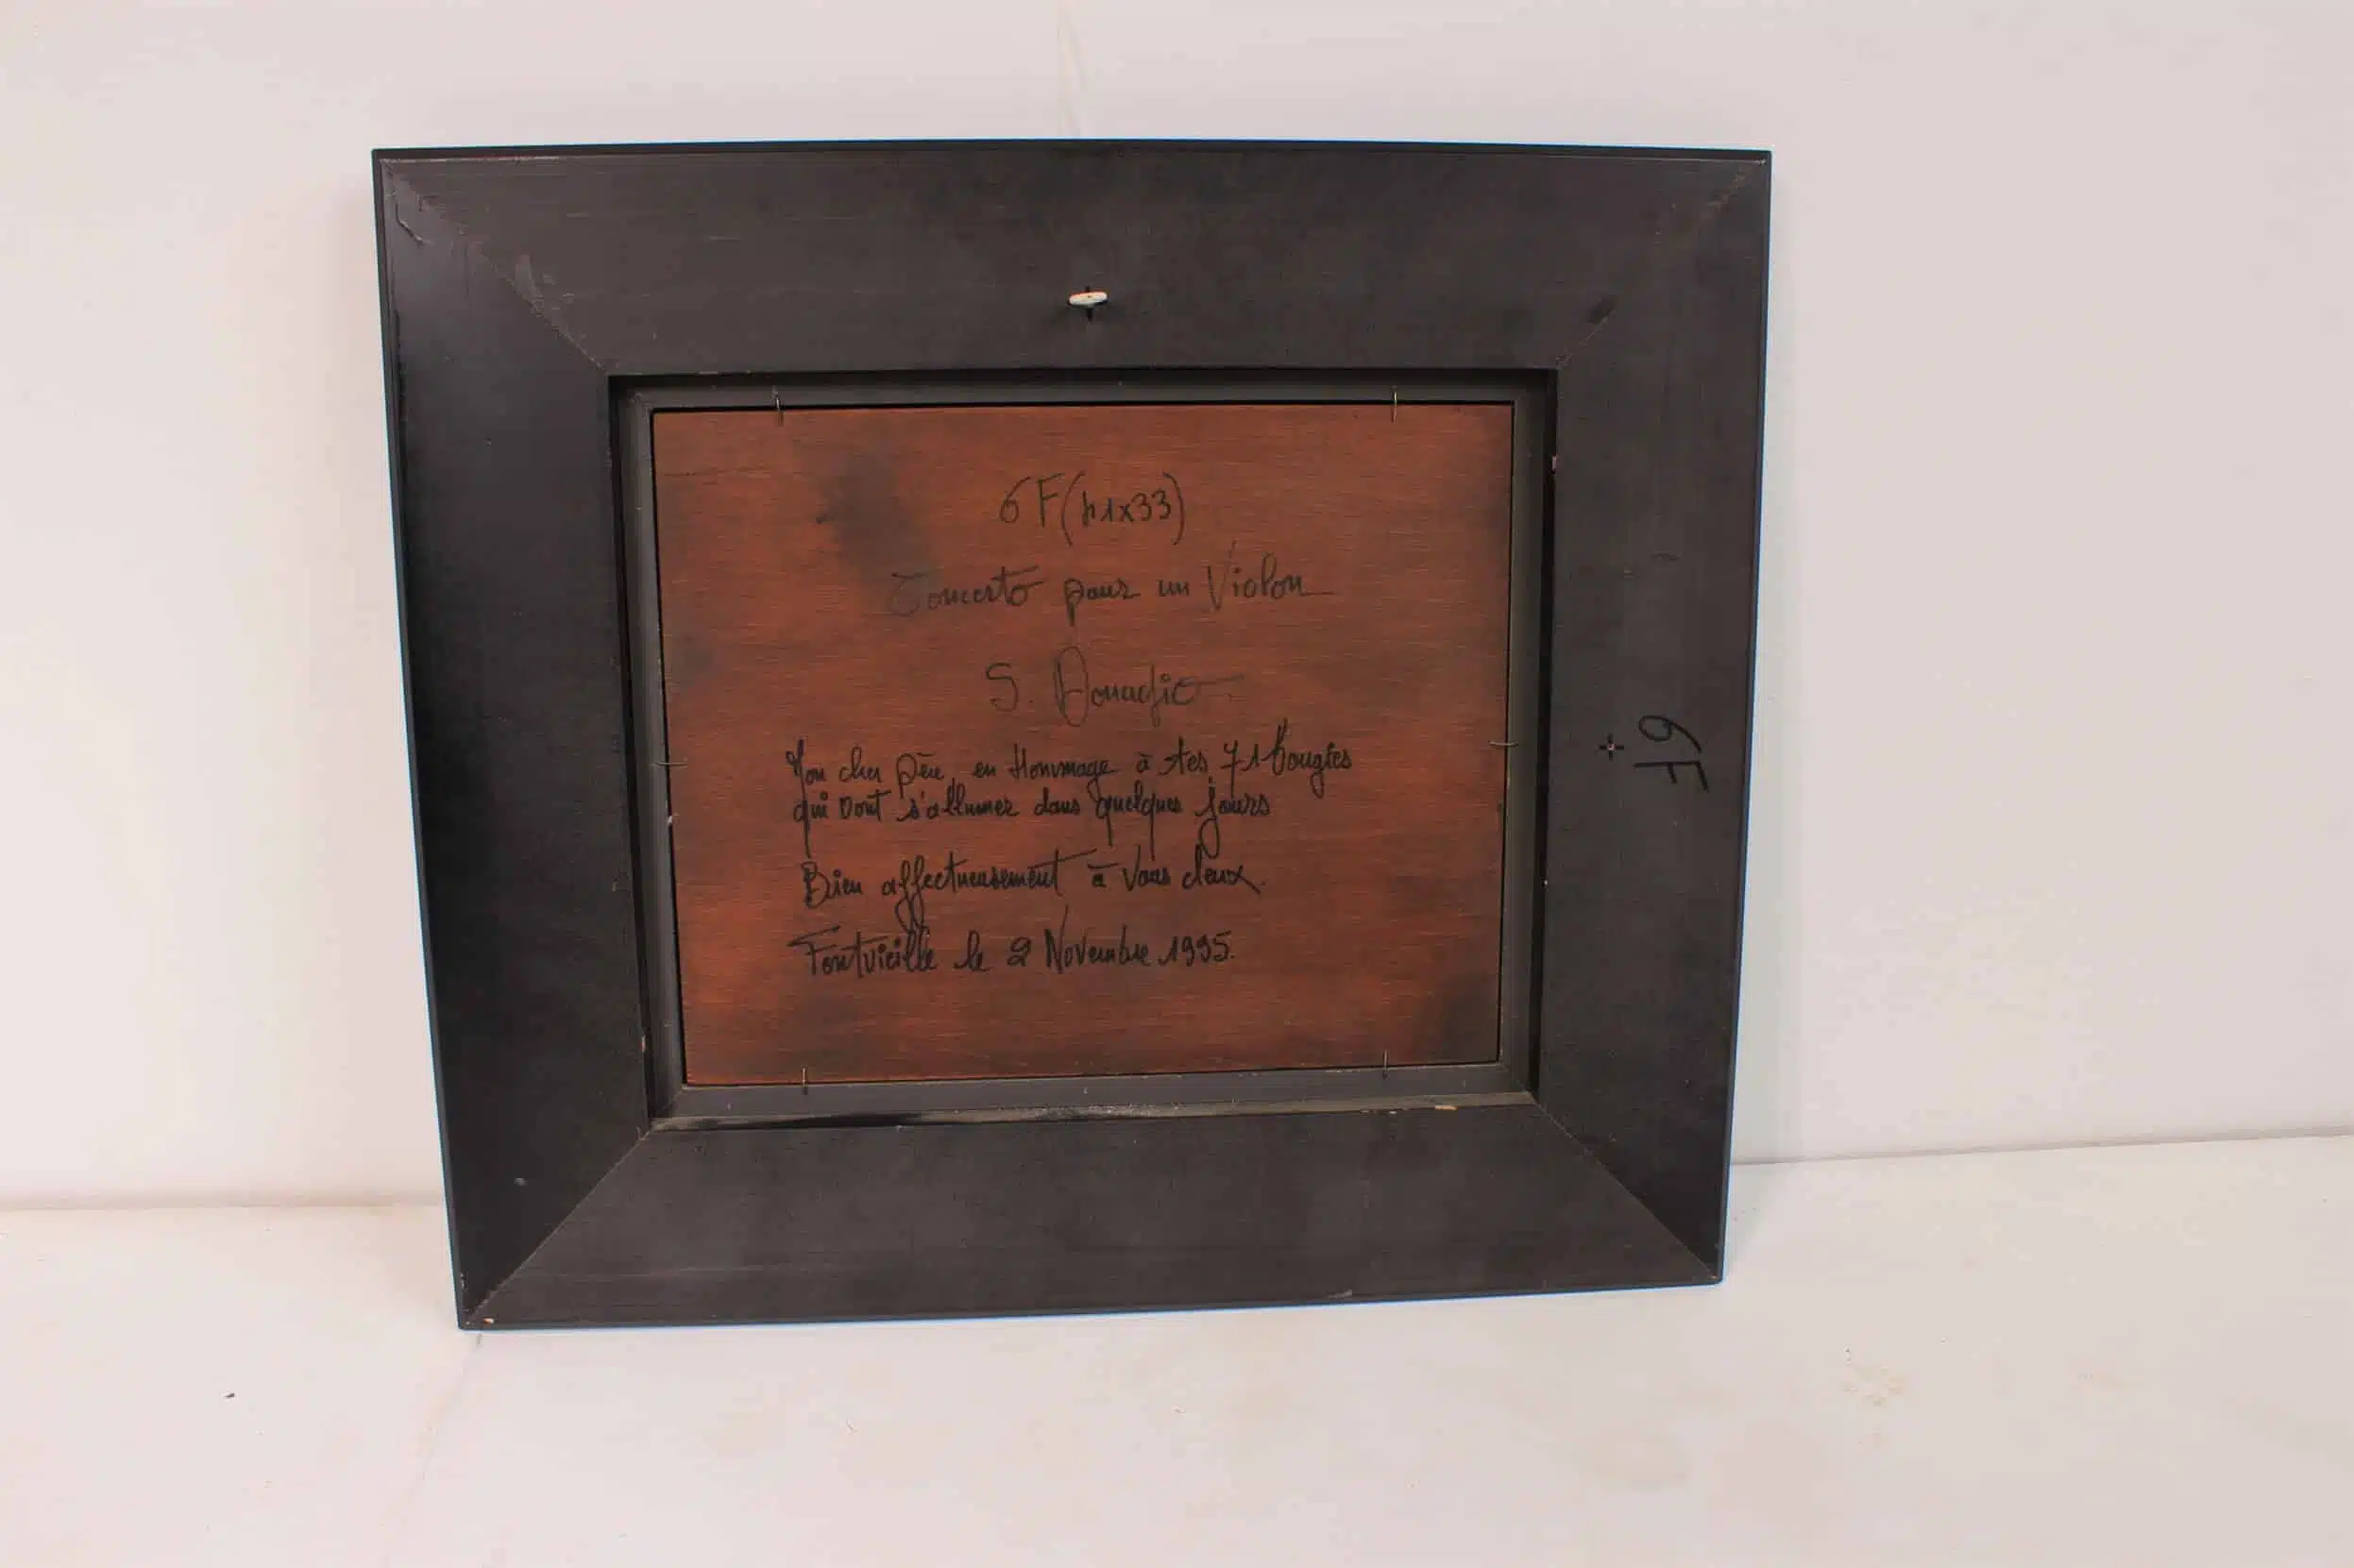 6F (41x33)
Concerto pour un Violon
S. Donadio
Mon cher Père, en Hommage à tes 71 bougies
qui vont s'allumer dans quelques jours
Bien affectueusement à Vous deux.
Fontvieille le 2 Novembre 1995.
6F